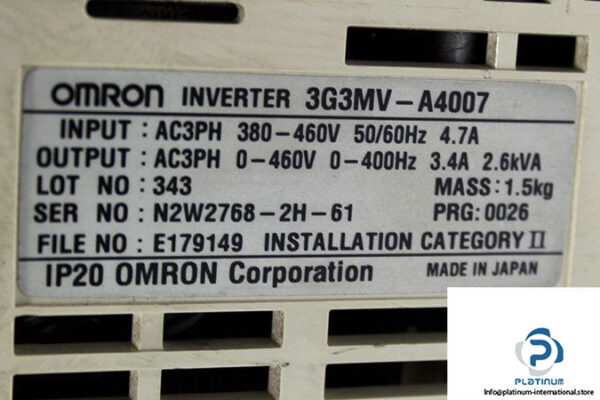 OMRON INVERTER 3G3MV-A4007
INPUT : AC3PH 380-460V 50/60Hz 4.7A
OUTPUT : AC3PH 0-460V 0-400Hz 3.4A 2.6kVA
LOT NO : 343 MASS : 1.5kg
SER NO : N2W2768-2H-61 PRG : 0026
FILE NO : E179149 INSTALLATION CATEGORY II
IP20 OMRON Corporation MADE IN JAPAN
PLATINUM
Info@platinum-international.store